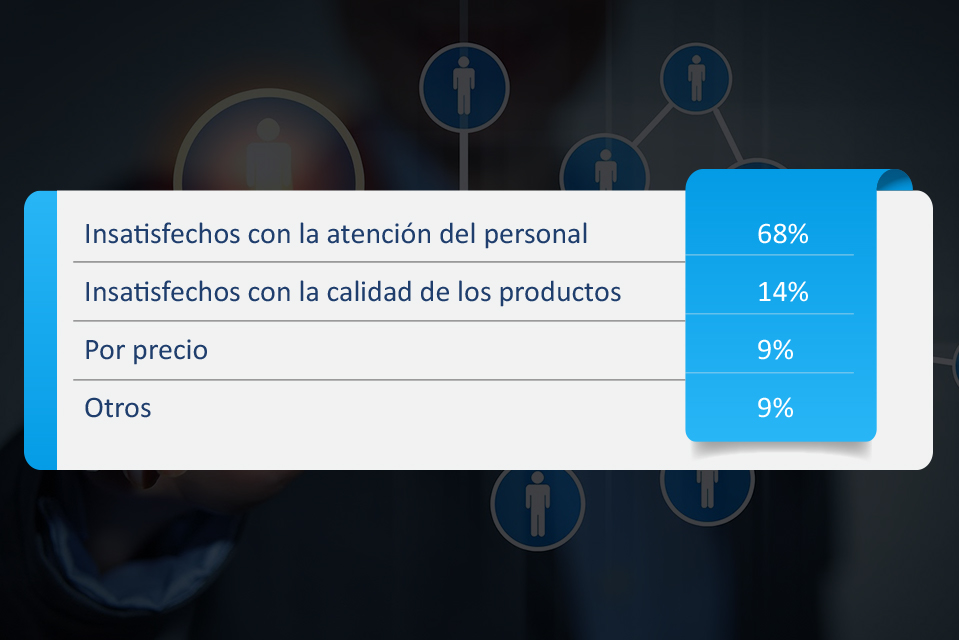 Insatisfechos con la atención del personal 68%
Insatisfechos con la calidad de los productos 14%
Por precio 9%
Otros 9%